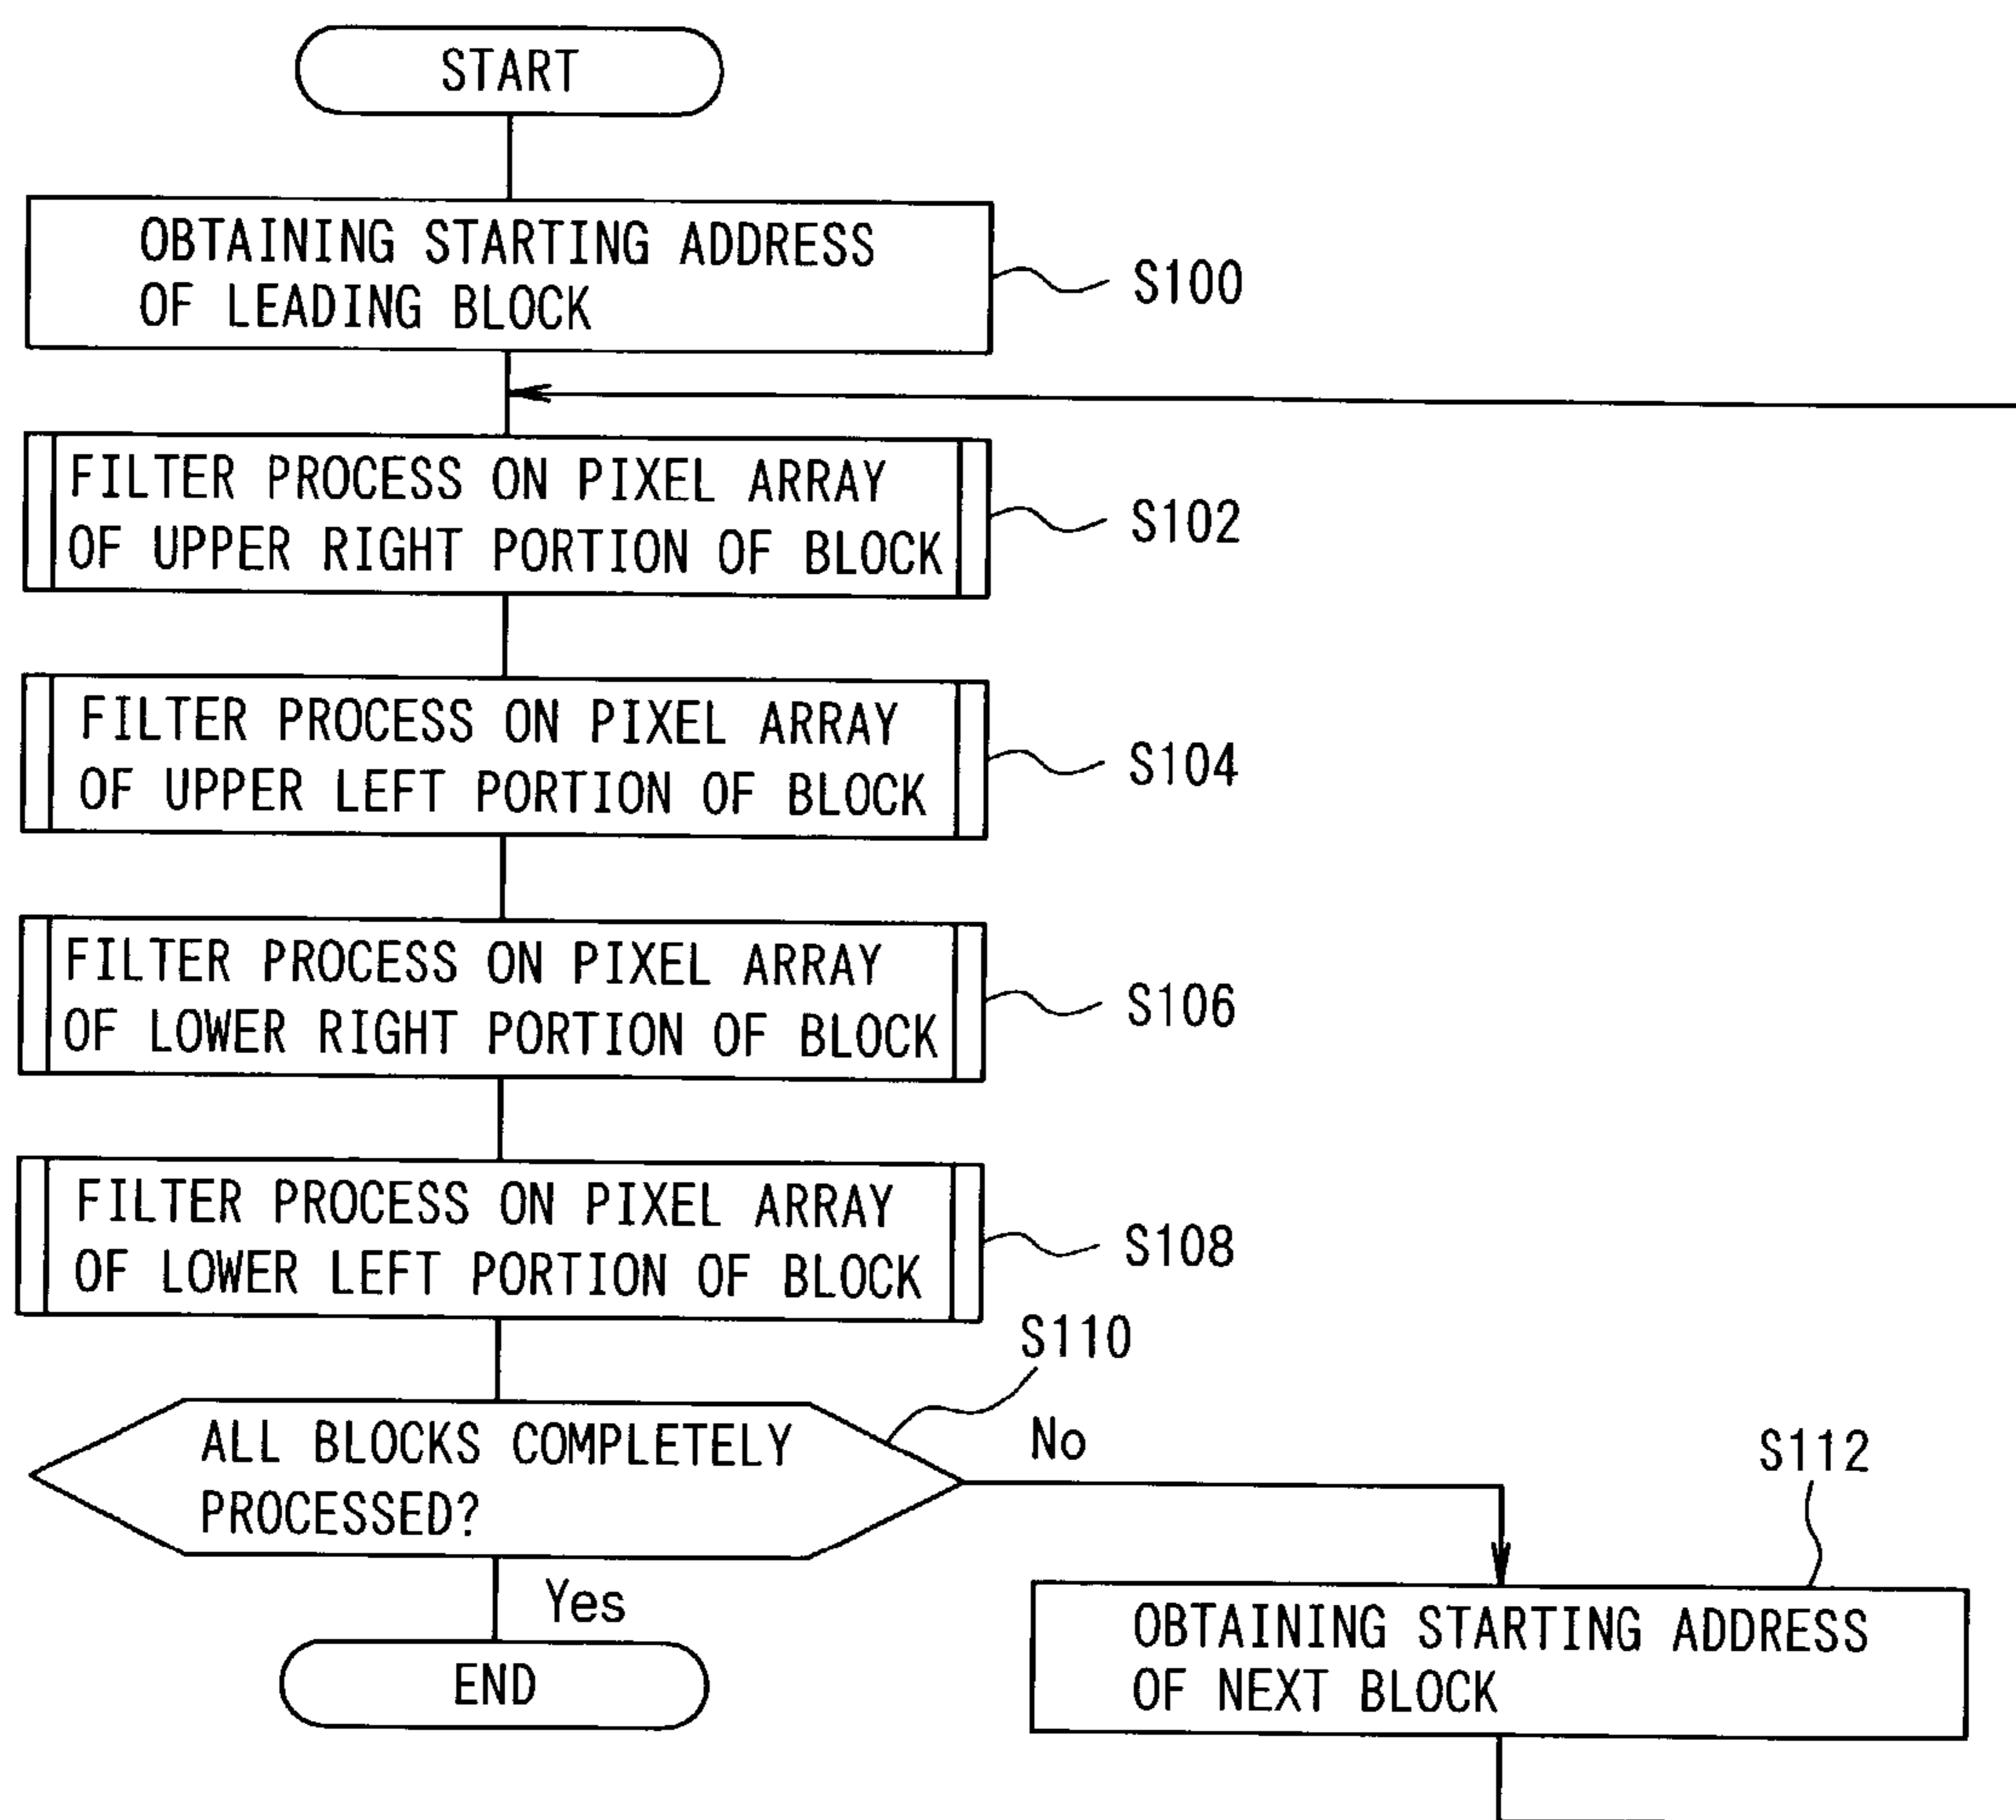 START
OBTAINING STARTING ADDRESS
OF LEADING BLOCK
S100
FILTER PROCESS ON PIXEL ARRAY
OF UPPER RIGHT PORTION OF BLOCK
S102
FILTER PROCESS ON PIXEL ARRAY
OF UPPER LEFT PORTION OF BLOCK
S104
FILTER PROCESS ON PIXEL ARRAY
OF LOWER RIGHT PORTION OF BLOCK
S106
FILTER PROCESS ON PIXEL ARRAY
OF LOWER LEFT PORTION OF BLOCK
S108
S110
ALL BLOCKS COMPLETELY
PROCESSED?
No
S112
Yes
OBTAINING STARTING ADDRESS
OF NEXT BLOCK
END